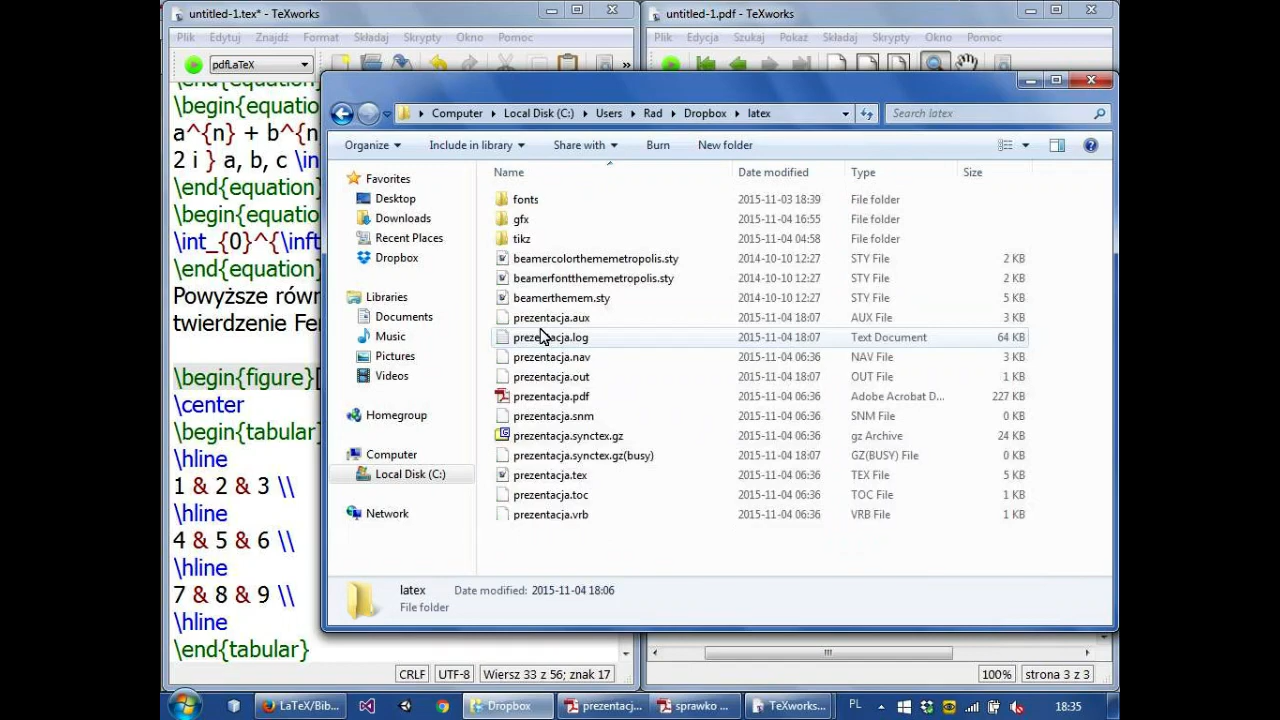 untitled-1.tex* - TeXworks
Plik Edytuj Znajdź Format Składaj Skrypty Okno Pomoc
pdfLaTeX
»
untitled-1.pdf - TeXworks
Plik Edycja Szukaj Pokaż Składaj Skrypty Okno Pomoc
\begin{equatio
a^{n} + b^{n
2 i } a, b, c \in
\end{equation}
\begin{equatio
\int_{0}^{\inft
\end{equation}
Powyższe równ
twierdzenie Fer
\begin{figure}[
\center
\begin{tabular}
\hline
1 & 2 & 3 \\
\hline
4 & 5 & 6 \\
\hline
7 & 8 & 9 \\
\hline
\end{tabular}
CRLF UTF-8 Wiersz 33 z 56; znak 17
Computer Local Disk (C:) Users Rad Dropbox latex
Search latex
Organize Include in library Share with Burn New folder
Favorites
Desktop
Downloads
Recent Places
Dropbox
Libraries
Documents
Music
Pictures
Videos
Homegroup
Computer
Local Disk (C:)
Network
Name Date modified Type Size
fonts 2015-11-03 18:39 File folder
gfx 2015-11-04 16:55 File folder
tikz 2015-11-04 04:58 File folder
beamercolorthememetropolis.sty 2014-10-10 12:27 STY File 2 KB
beamerfontthememetropolis.sty 2014-10-10 12:27 STY File 2 KB
beamerthemem.sty 2014-10-10 12:27 STY File 2 KB
prezentacja.aux 2015-11-04 18:07 AUX File 3 KB
prezentacja.log 2015-11-04 18:07 Text Document 64 KB
prezentacja.nav 2015-11-04 06:36 NAV File 3 KB
prezentacja.out 2015-11-04 18:07 OUT File 1 KB
prezentacja.pdf 2015-11-04 06:36 Adobe Acrobat D... 227 KB
prezentacja.snm 2015-11-04 06:36 SNM File 0 KB
prezentacja.synctex.gz 2015-11-04 06:36 gz Archive 24 KB
prezentacja.synctex.gz(busy) 2015-11-04 18:07 GZ(BUSY) File 0 KB
prezentacja.tex 2015-11-04 06:36 TEX File 7 KB
prezentacja.toc 2015-11-04 06:36 TOC File 1 KB
prezentacja.vrb 2015-11-04 06:36 VRB File 1 KB
latex Date modified: 2015-11-04 18:06
File folder
100% strona 3 z 3
LaTeX/Bib... Dropbox prezentacj... sprawko ... TeXworks... PL 18:35